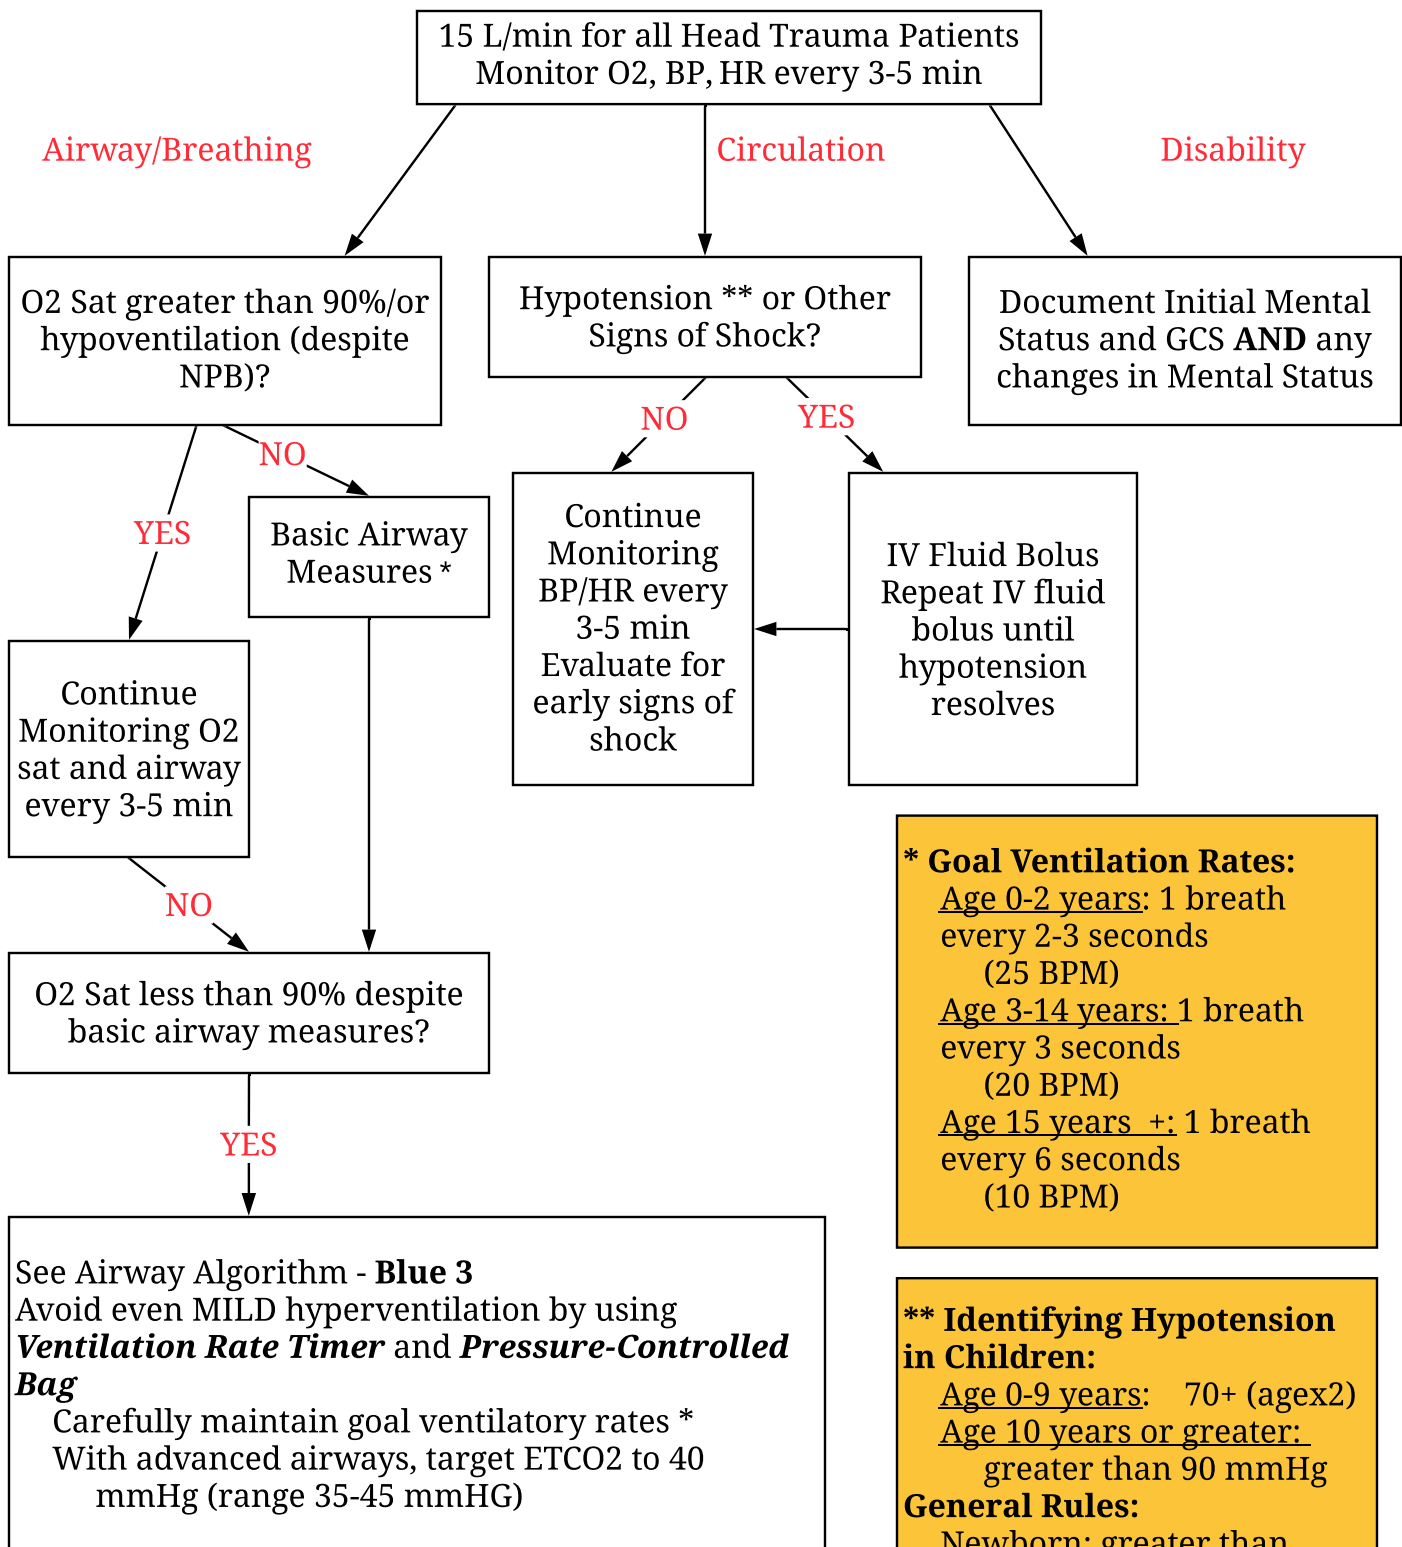 15 L/min for all Head Trauma Patients
Monitor O2, BP, HR every 3-5 min
Airway/Breathing
Circulation
Disability
O2 Sat greater than 90%/or
hypoventilation (despite
NPB)?
Hypotension ** or Other
Signs of Shock?
Document Initial Mental
Status and GCS AND any
changes in Mental Status
NO
YES
NO
YES
Basic Airway
Measures *
Continue
Monitoring
BP/HR every
3-5 min
Evaluate for
early signs of
shock
IV Fluid Bolus
Repeat IV fluid
bolus until
hypotension
resolves
Continue
Monitoring O2
sat and airway
every 3-5 min
NO
O2 Sat less than 90% despite
basic airway measures?
YES
See Airway Algorithm - Blue 3
Avoid even MILD hyperventilation by using
Ventilation Rate Timer and Pressure-Controlled
Bag
Carefully maintain goal ventilatory rates *
With advanced airways, target ETCO2 to 40
mmHg (range 35-45 mmHG)
* Goal Ventilation Rates:
Age 0-2 years: 1 breath
every 2-3 seconds
(25 BPM)
Age 3-14 years: 1 breath
every 3 seconds
(20 BPM)
Age 15 years  +: 1 breath
every 6 seconds
(10 BPM)
** Identifying Hypotension
in Children:
Age 0-9 years:    70+ (agex2)
Age 10 years or greater:
greater than 90 mmHg
General Rules:
Newborn: greater than